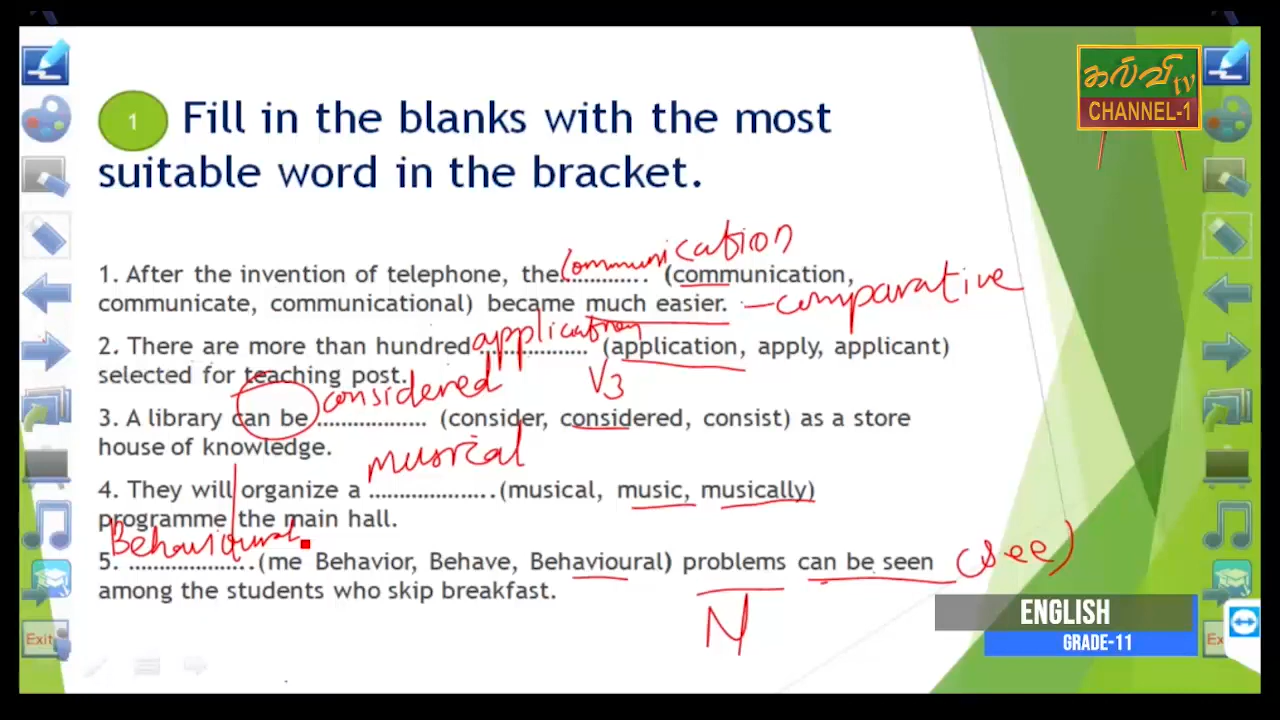 கல்வி tv
CHANNEL-1
1 Fill in the blanks with the most
suitable word in the bracket.
communication
1. After the invention of telephone, the............... (communication,
communicate, communicational) became much easier. - comparative
application
2. There are more than hundred .................. (application, apply, applicant)
selected for teaching post.
V3
considered
3. A library can be .................. (consider, considered, consist) as a store
house of knowledge.
musical
4. They will organize a .....................(musical, music, musically)
programme the main hall.
Behavioural
5. .....................(me Behavior, Behave, Behavioural) problems can be seen (see)
among the students who skip breakfast.
N
ENGLISH
GRADE-11
Exit
Ex